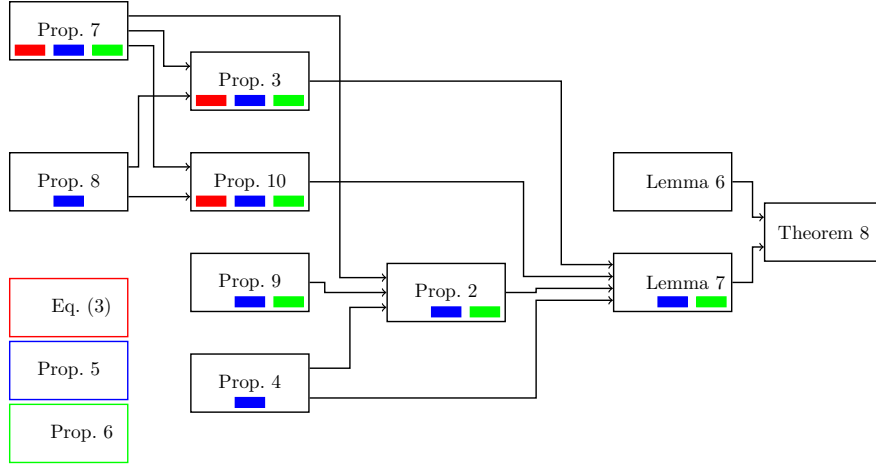 Prop. 7
Prop. 3
Prop. 8
Prop. 10
Lemma 6
Theorem 8
Prop. 9
Prop. 2
Lemma 7
Eq. (3)
Prop. 5
Prop. 4
Prop. 6